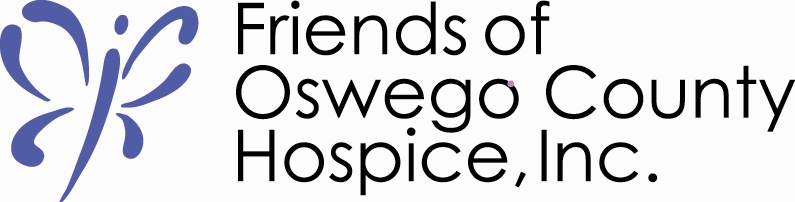 Friends of
Oswego County
Hospice, Inc.